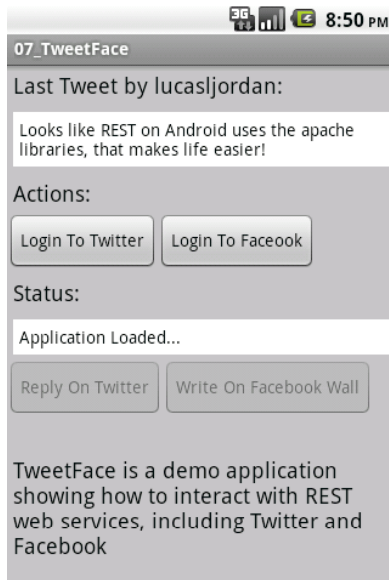 3G 8:50 PM
07_TweetFace
Last Tweet by lucasljordan:
Looks like REST on Android uses the apache
libraries, that makes life easier!
Actions:
Login To Twitter Login To Faceook
Status:
Application Loaded...
Reply On Twitter Write On Facebook Wall
TweetFace is a demo application
showing how to interact with REST
web services, including Twitter and
Facebook